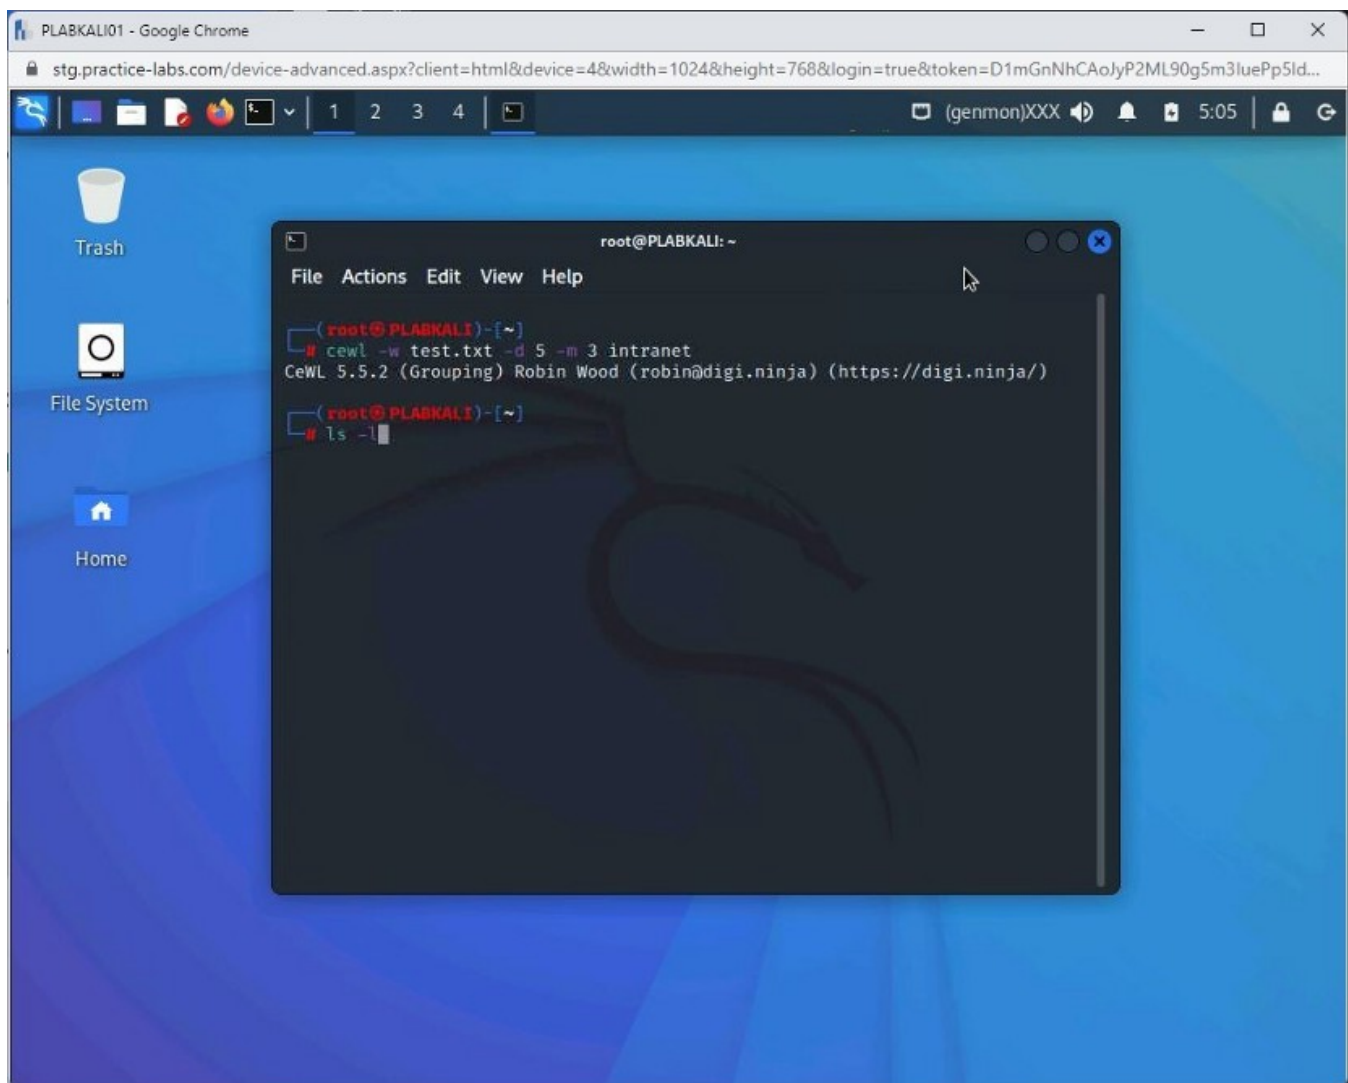 PLABKALI01 - Google Chrome
stg.practice-labs.com/device-advanced.aspx?client=html&device=4&width=1024&height=768&login=true&token=D1mGnNhCAoJyP2ML90g5m3IuePp5Id...
1 2 3 4 (genmon)XXX 5:05
Trash
File System
Home
root@PLABKALI: ~
File Actions Edit View Help
┌──(root㉿PLABKALI)-[~]
└─# cewl -w test.txt -d 5 -m 3 intranet
CeWL 5.5.2 (Grouping) Robin Wood (robin@digi.ninja) (https://digi.ninja/)
┌──(root㉿PLABKALI)-[~]
└─# ls -l